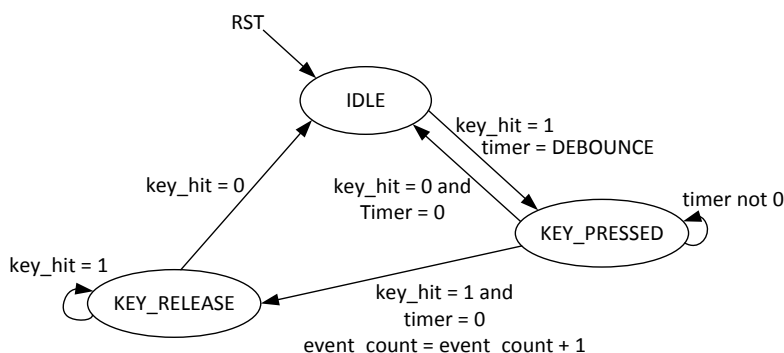 RST
IDLE
key_hit = 1
timer = DEBOUNCE
key_hit = 0
key_hit = 0 and
Timer = 0
timer not 0
KEY_PRESSED
key_hit = 1
KEY_RELEASE
key_hit = 1 and
timer = 0
event_count = event_count + 1